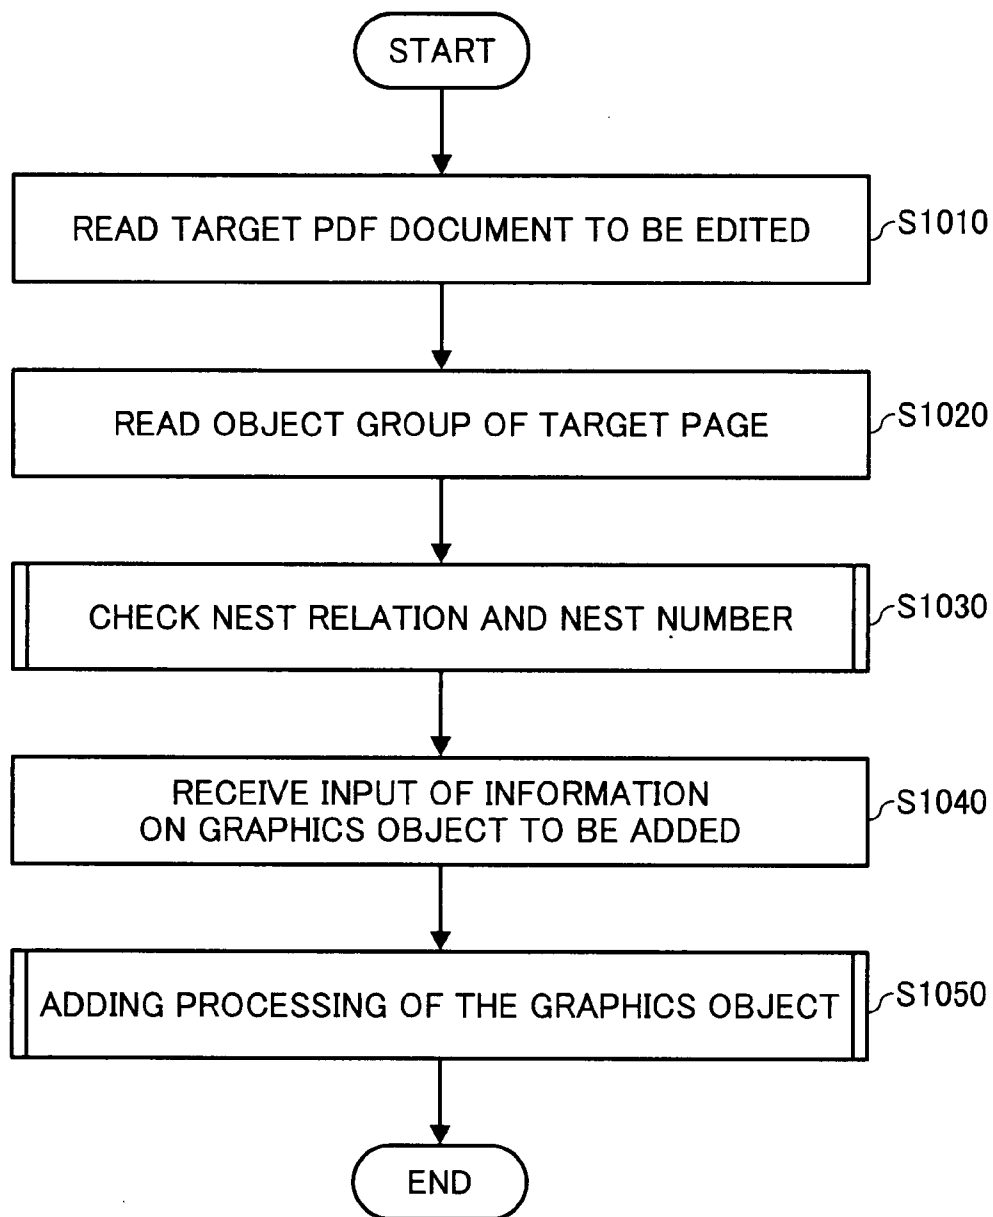 START
READ TARGET PDF DOCUMENT TO BE EDITED
S1010
READ OBJECT GROUP OF TARGET PAGE
S1020
CHECK NEST RELATION AND NEST NUMBER
S1030
RECEIVE INPUT OF INFORMATION
ON GRAPHICS OBJECT TO BE ADDED
S1040
ADDING PROCESSING OF THE GRAPHICS OBJECT
S1050
END